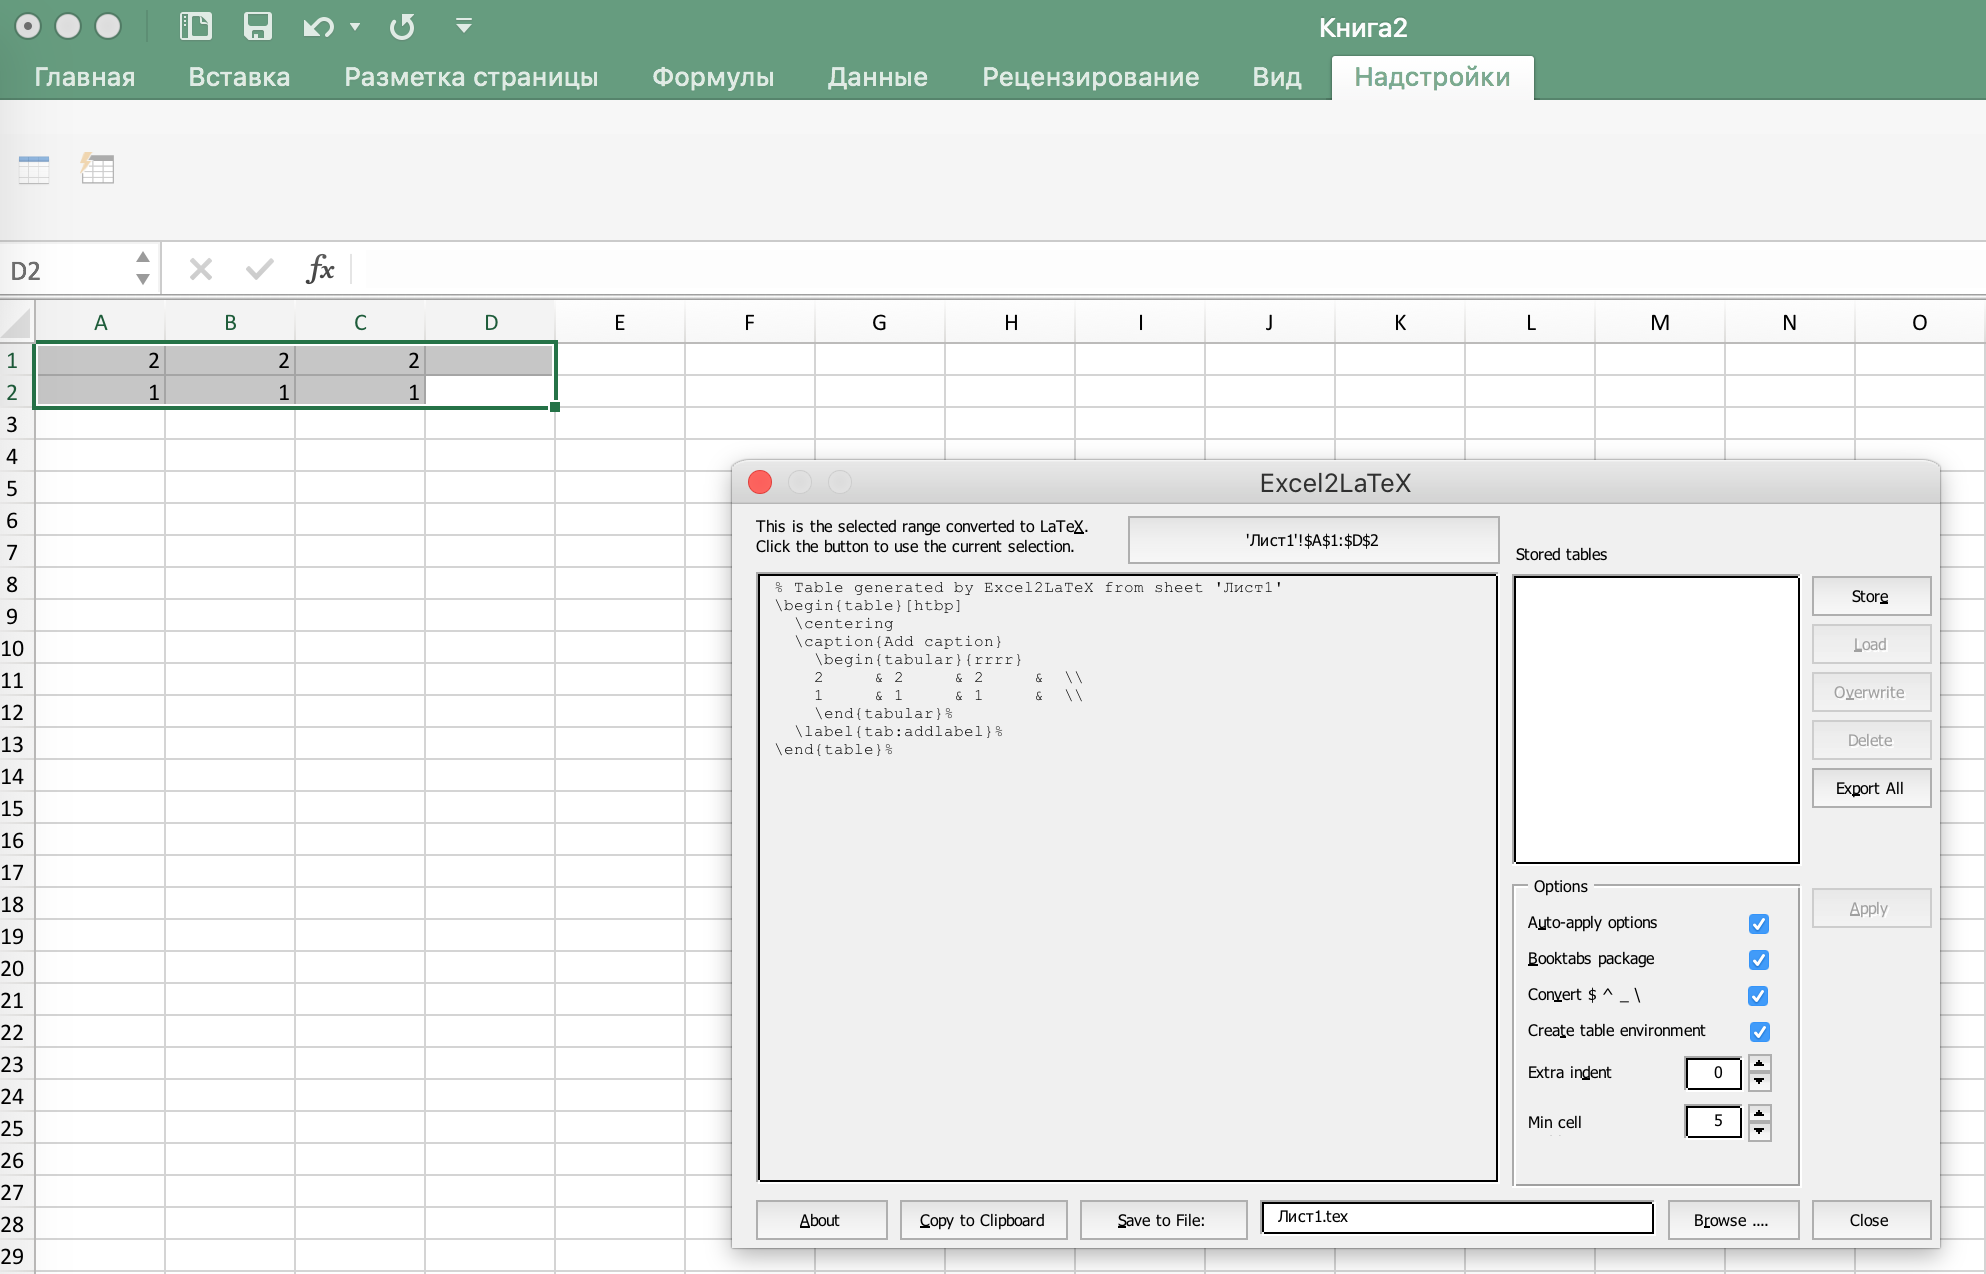 Книга2
Главная Вставка Разметка страницы Формулы Данные Рецензирование Вид Надстройки
D2 fx
A B C D E F G H I J K L M N O
1 2 2 2
2 1 1 1
3
4
5
6
7
8
9
10
11
12
13
14
15
16
17
18
19
20
21
22
23
24
25
26
27
28
29
Excel2LaTeX
This is the selected range converted to LaTeX.
Click the button to use the current selection.
'Лист1'!$A$1:$D$2
% Table generated by Excel2LaTeX from sheet 'Лист1'
\begin{table}[htbp]
  \centering
  \caption{Add caption}
    \begin{tabular}{rrrr}
    2     & 2     & 2     &  \\
    1     & 1     & 1     &  \\
    \end{tabular}%
  \label{tab:addlabel}%
\end{table}%
Stored tables
Store
Load
Overwrite
Delete
Export All
Options
Auto-apply options
Booktabs package
Convert $ ^ _ \
Create table environment
Extra indent 0
Min cell 5
Apply
About Copy to Clipboard Save to File: Лист1.tex Browse .... Close